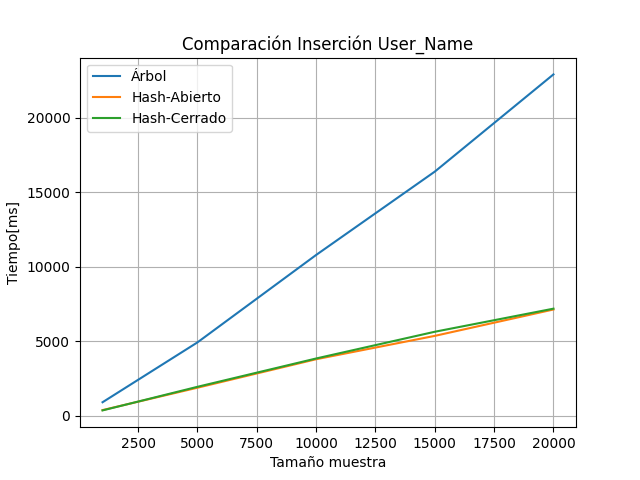 Comparación Inserción User_Name
Árbol
Hash-Abierto
Hash-Cerrado
Tiempo[ms]
20000
15000
10000
5000
0
2500 5000 7500 10000 12500 15000 17500 20000
Tamaño muestra